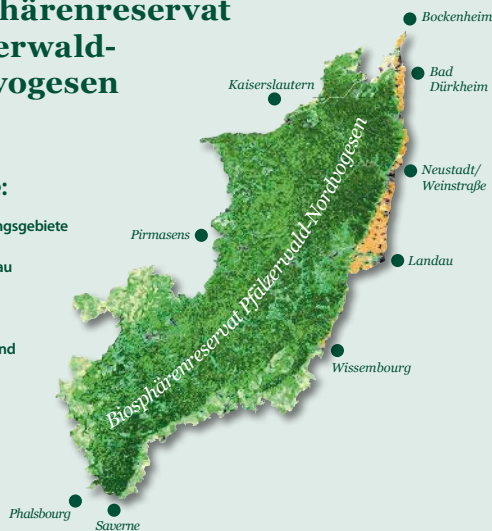 härenreservat
erwald-
vogesen
:
ngsgebiete
au
nd
Bockenheim
Bad
Dürkheim
Kaiserslautern
Neustadt/
Weinstraße
Pirmasens
Landau
Biosphärenreservat Pfälzerwald-Nordvogesen
Wissembourg
Phalsbourg
Saverne